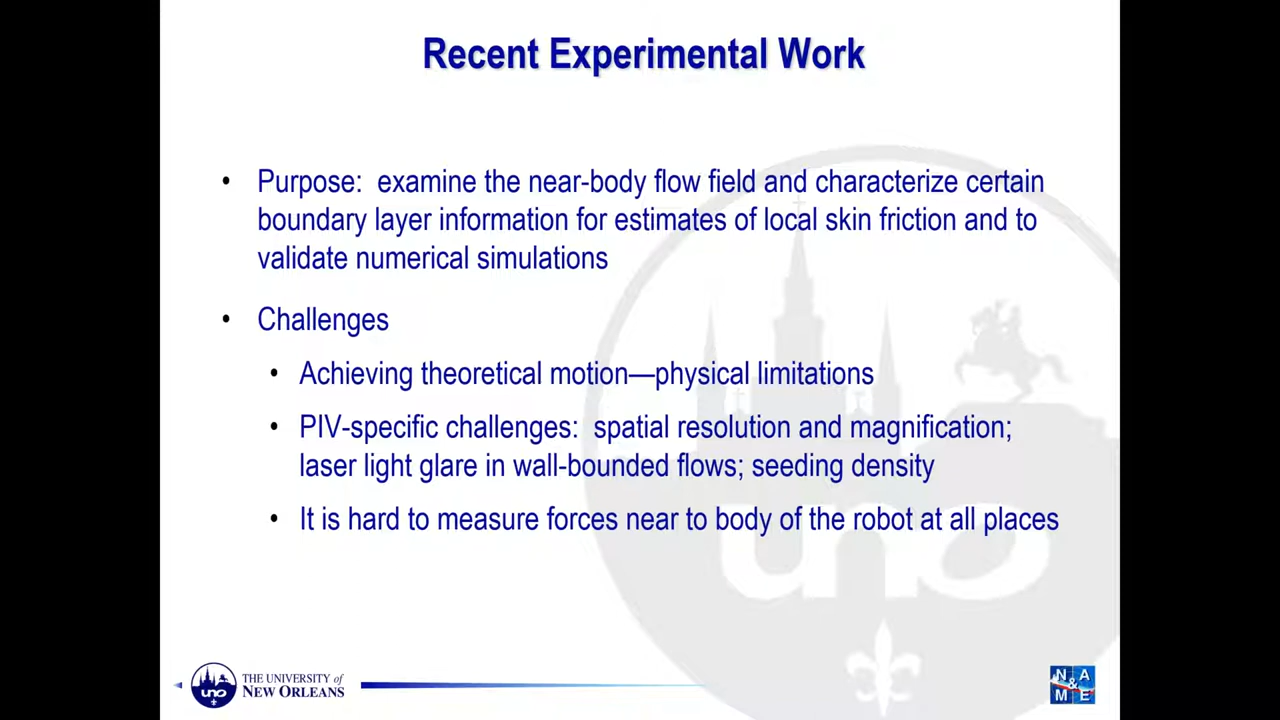 Recent Experimental Work
• Purpose: examine the near-body flow field and characterize certain
boundary layer information for estimates of local skin friction and to
validate numerical simulations
• Challenges
• Achieving theoretical motion—physical limitations
• PIV-specific challenges: spatial resolution and magnification;
laser light glare in wall-bounded flows; seeding density
• It is hard to measure forces near to body of the robot at all places
uno
uno
THE UNIVERSITY of
NEW ORLEANS
N A
&
M E